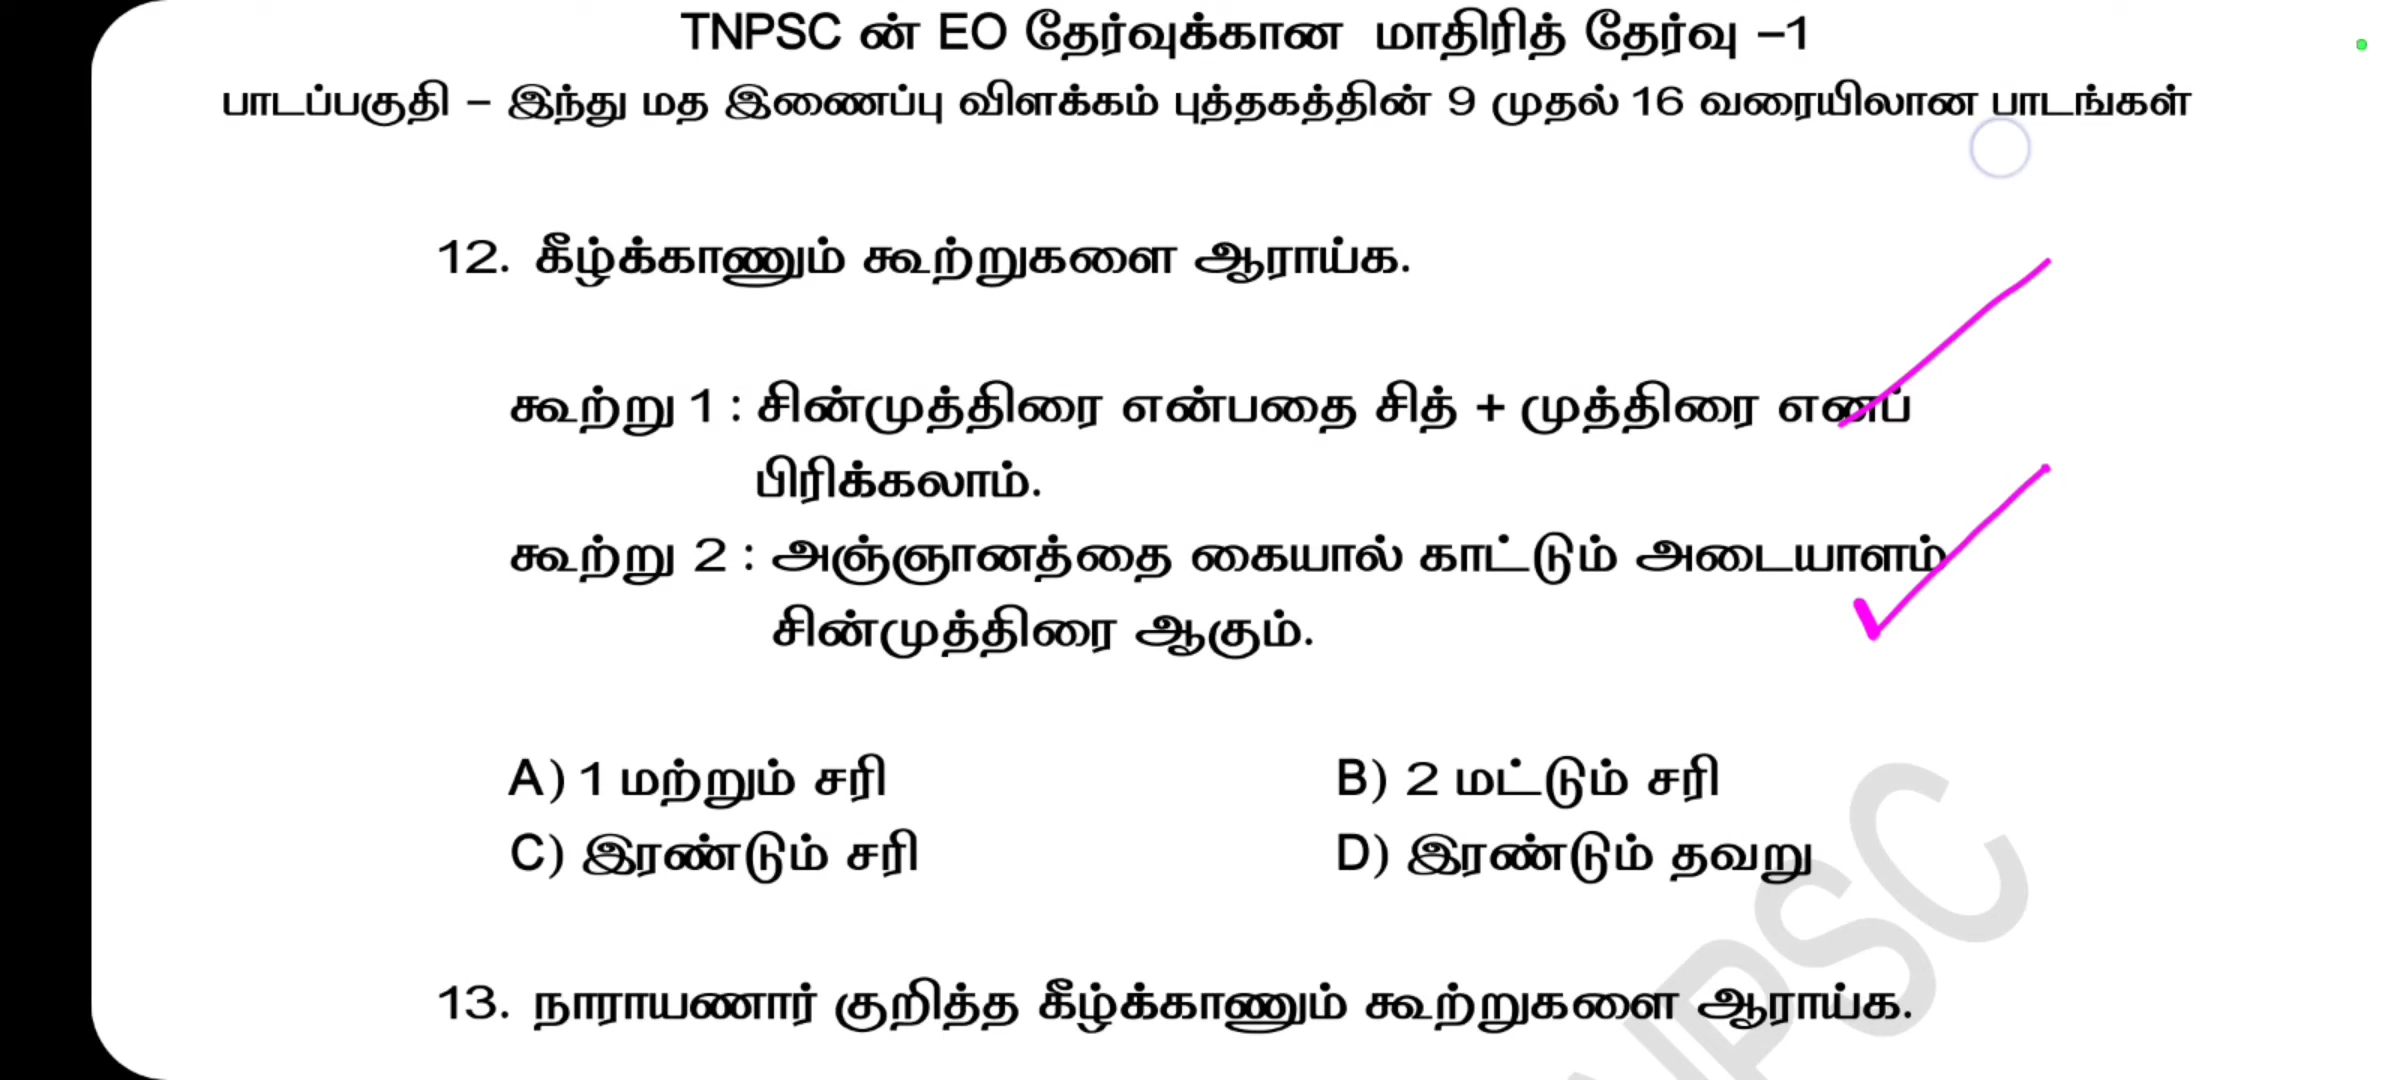 TNPSC ன் EO தேர்வுக்கான மாதிரித் தேர்வு –1
பாடப்பகுதி – இந்து மத இணைப்பு விளக்கம் புத்தகத்தின் 9 முதல் 16 வரையிலான பாடங்கள்
12. கீழ்க்காணும் கூற்றுகளை ஆராய்க.
கூற்று 1 : சின்முத்திரை என்பதை சித் + முத்திரை எனப்
பிரிக்கலாம்.
கூற்று 2 : அஞ்ஞானத்தை கையால் காட்டும் அடையாளம்
சின்முத்திரை ஆகும்.
A) 1 மற்றும் சரி B) 2 மட்டும் சரி
C) இரண்டும் சரி D) இரண்டும் தவறு
13. நாராயணார் குறித்த கீழ்க்காணும் கூற்றுகளை ஆராய்க.